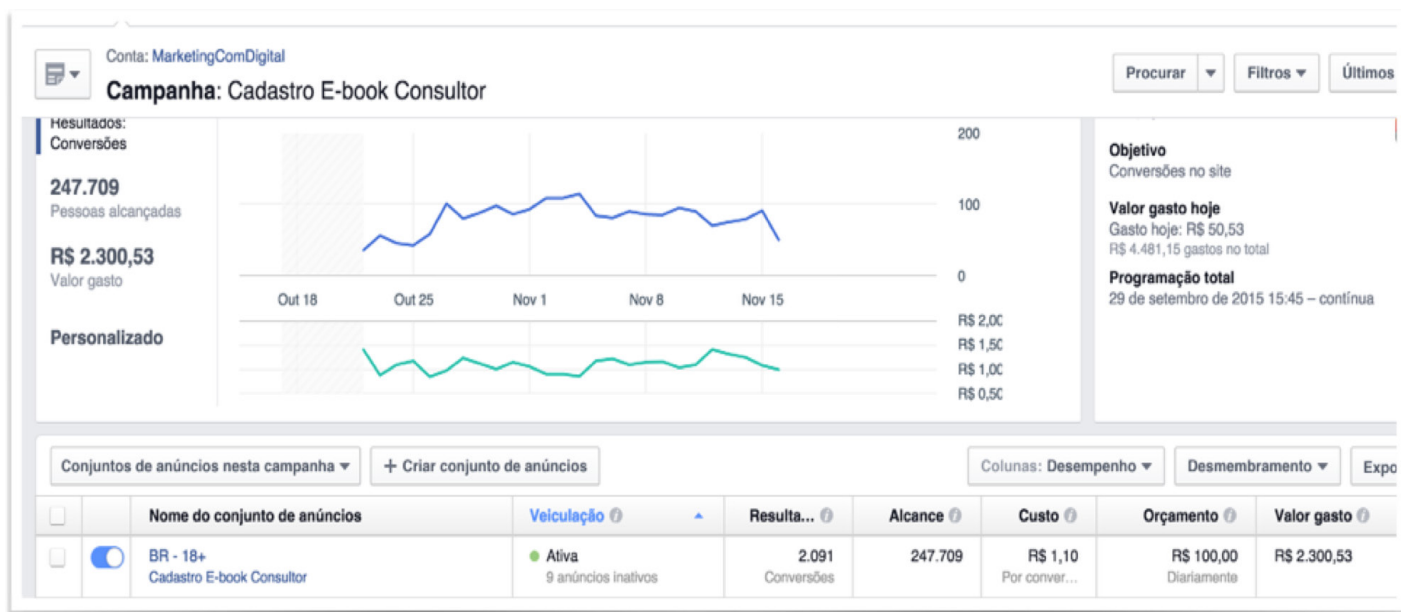 Conta: MarketingComDigital
Campanha: Cadastro E-book Consultor
Procurar
Filtros
Últimos
Resultados:
Conversões
247.709
Pessoas alcançadas
R$ 2.300,53
Valor gasto
Personalizado
200
100
0
Out 18
Out 25
Nov 1
Nov 8
Nov 15
R$ 2,00
R$ 1,50
R$ 1,00
R$ 0,50
Objetivo
Conversões no site
Valor gasto hoje
Gasto hoje: R$ 50,53
R$ 4.481,15 gastos no total
Programação total
29 de setembro de 2015 15:45 – contínua
Conjuntos de anúncios nesta campanha
+ Criar conjunto de anúncios
Colunas: Desempenho
Desmembramento
Expo
Nome do conjunto de anúncios
Veiculação
Resulta...
Alcance
Custo
Orçamento
Valor gasto
BR - 18+
Cadastro E-book Consultor
Ativa
9 anúncios inativos
2.091
Conversões
247.709
R$ 1,10
Por conver...
R$ 100,00
Diariamente
R$ 2.300,53